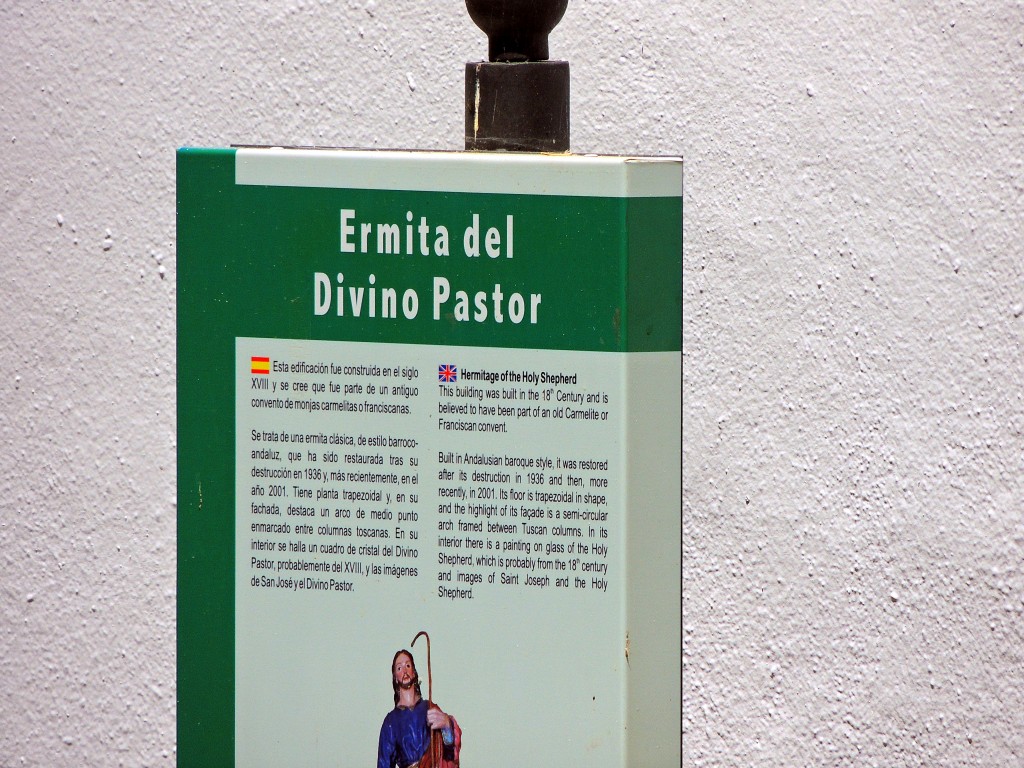 Ermita del
Divino Pastor
Esta edificación fue construida en el siglo
XVIII y se cree que fue parte de un antiguo
convento de monjas carmelitas o franciscanas.
Se trata de una ermita clásica, de estilo barroco-
andaluz, que ha sido restaurada tras su
destrucción en 1936 y, más recientemente, en el
año 2001. Tiene planta trapezoidal y, en su
fachada, destaca un arco de medio punto
enmarcado entre columnas toscanas. En su
interior se halla un cuadro de cristal del Divino
Pastor, probablemente del XVIII, y las imágenes
de San José y el Divino Pastor.
Hermitage of the Holy Shepherd
This building was built in the 18th Century and is
believed to have been part of an old Carmelite or
Franciscan convent.
Built in Andalusian baroque style, it was restored
after its destruction in 1936 and then, more
recently, in 2001. Its floor is trapezoidal in shape,
and the highlight of its façade is a semi-circular
arch framed between Tuscan columns. In its
interior there is a painting on glass of the Holy
Shepherd, which is probably from the 18th century
and images of Saint Joseph and the Holy
Shepherd.